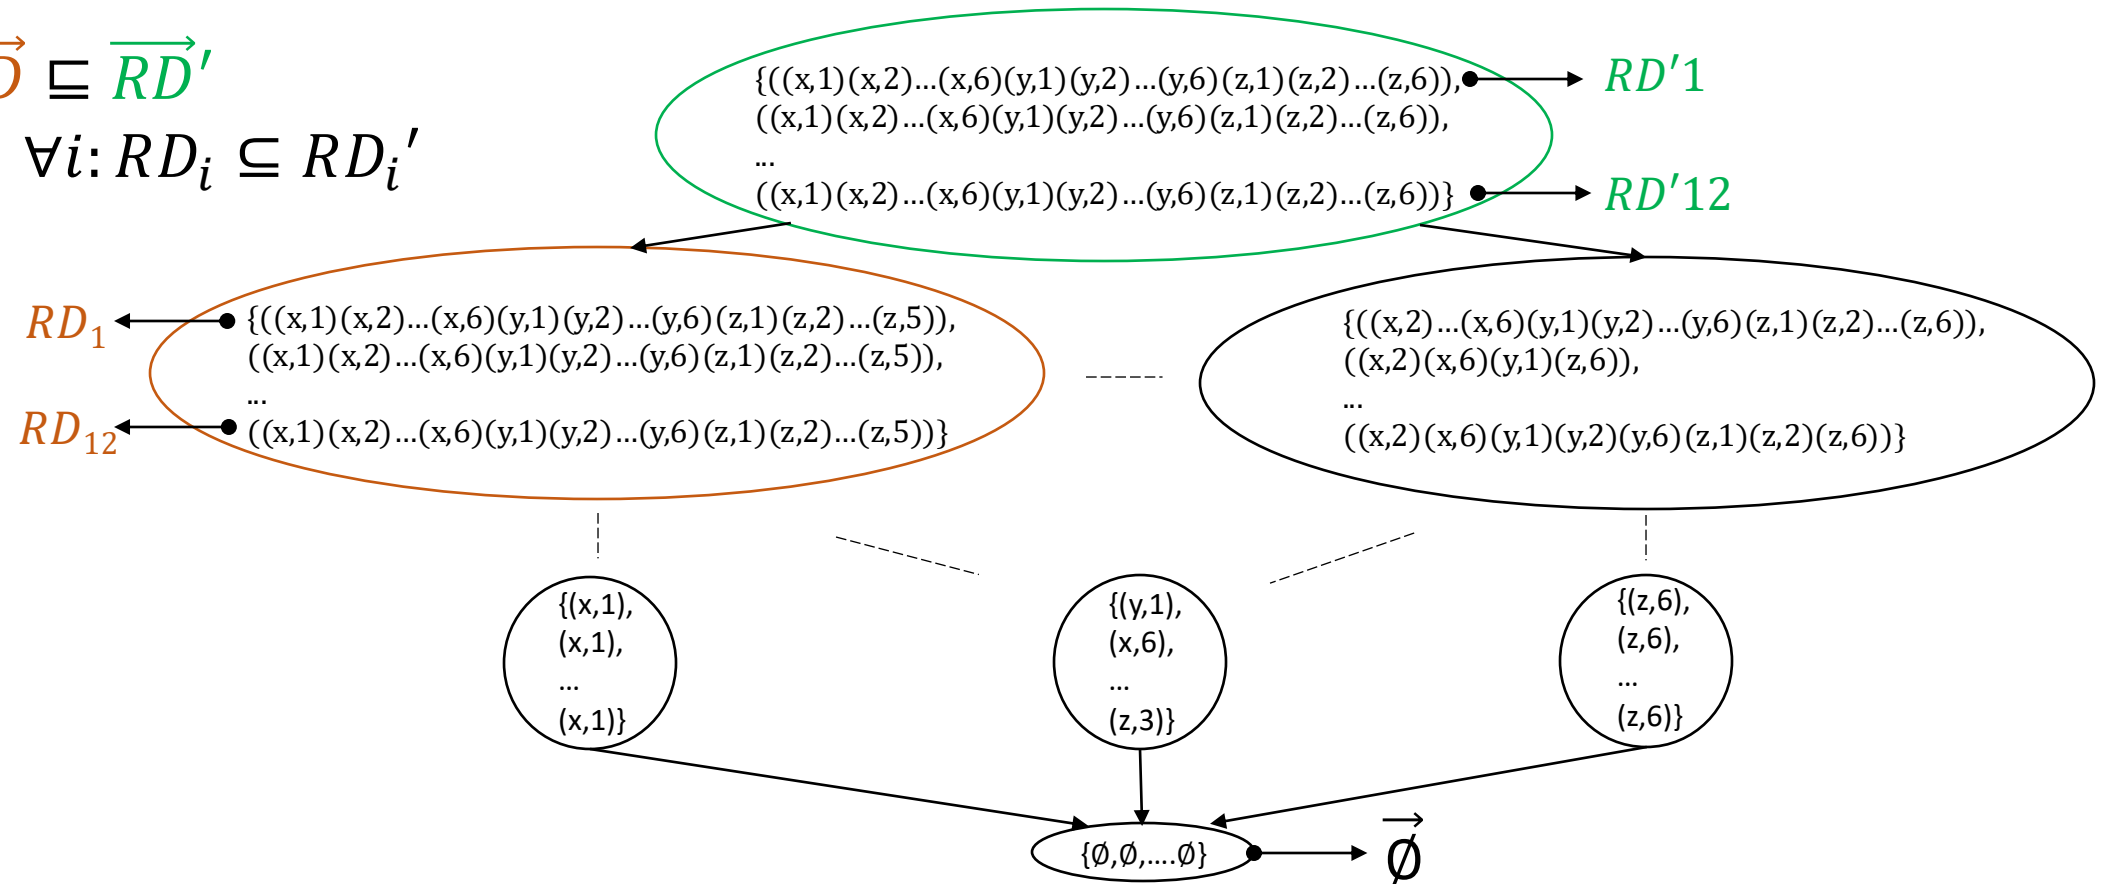 D⃗ ⊑ RD⃗′
∀i: RDᵢ ⊆ RDᵢ′
{((x,1)(x,2)...(x,6)(y,1)(y,2)...(y,6)(z,1)(z,2)...(z,6)),
RD′1
((x,1)(x,2)...(x,6)(y,1)(y,2)...(y,6)(z,1)(z,2)...(z,6)),
...
((x,1)(x,2)...(x,6)(y,1)(y,2)...(y,6)(z,1)(z,2)...(z,6))}
RD′12
RD₁
{((x,1)(x,2)...(x,6)(y,1)(y,2)...(y,6)(z,1)(z,2)...(z,5)),
((x,1)(x,2)...(x,6)(y,1)(y,2)...(y,6)(z,1)(z,2)...(z,5)),
...
RD₁₂
((x,1)(x,2)...(x,6)(y,1)(y,2)...(y,6)(z,1)(z,2)...(z,5))}
{((x,2)...(x,6)(y,1)(y,2)...(y,6)(z,1)(z,2)...(z,6)),
((x,2)(x,6)(y,1)(z,6)),
...
((x,2)(x,6)(y,1)(y,2)(y,6)(z,1)(z,2)(z,6))}
{(x,1),
(x,1),
...
(x,1)}
{(y,1),
(x,6),
...
(z,3)}
{(z,6),
(z,6),
...
(z,6)}
{∅,∅,....∅}
∅⃗